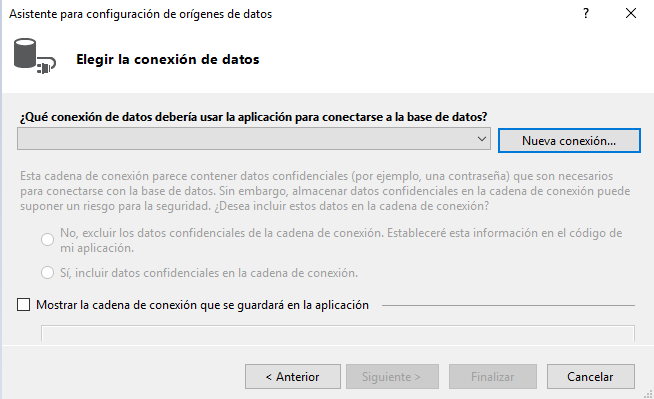 Asistente para configuración de orígenes de datos
?
Elegir la conexión de datos
¿Qué conexión de datos debería usar la aplicación para conectarse a la base de datos?
Nueva conexión...
Esta cadena de conexión parece contener datos confidenciales (por ejemplo, una contraseña) que son necesarios
para conectarse con la base de datos. Sin embargo, almacenar datos confidenciales en la cadena de conexión puede
suponer un riesgo para la seguridad. ¿Desea incluir estos datos en la cadena de conexión?
No, excluir los datos confidenciales de la cadena de conexión. Estableceré esta información en el código de
mi aplicación.
Sí, incluir datos confidenciales en la cadena de conexión.
Mostrar la cadena de conexión que se guardará en la aplicación
< Anterior
Siguiente >
Finalizar
Cancelar